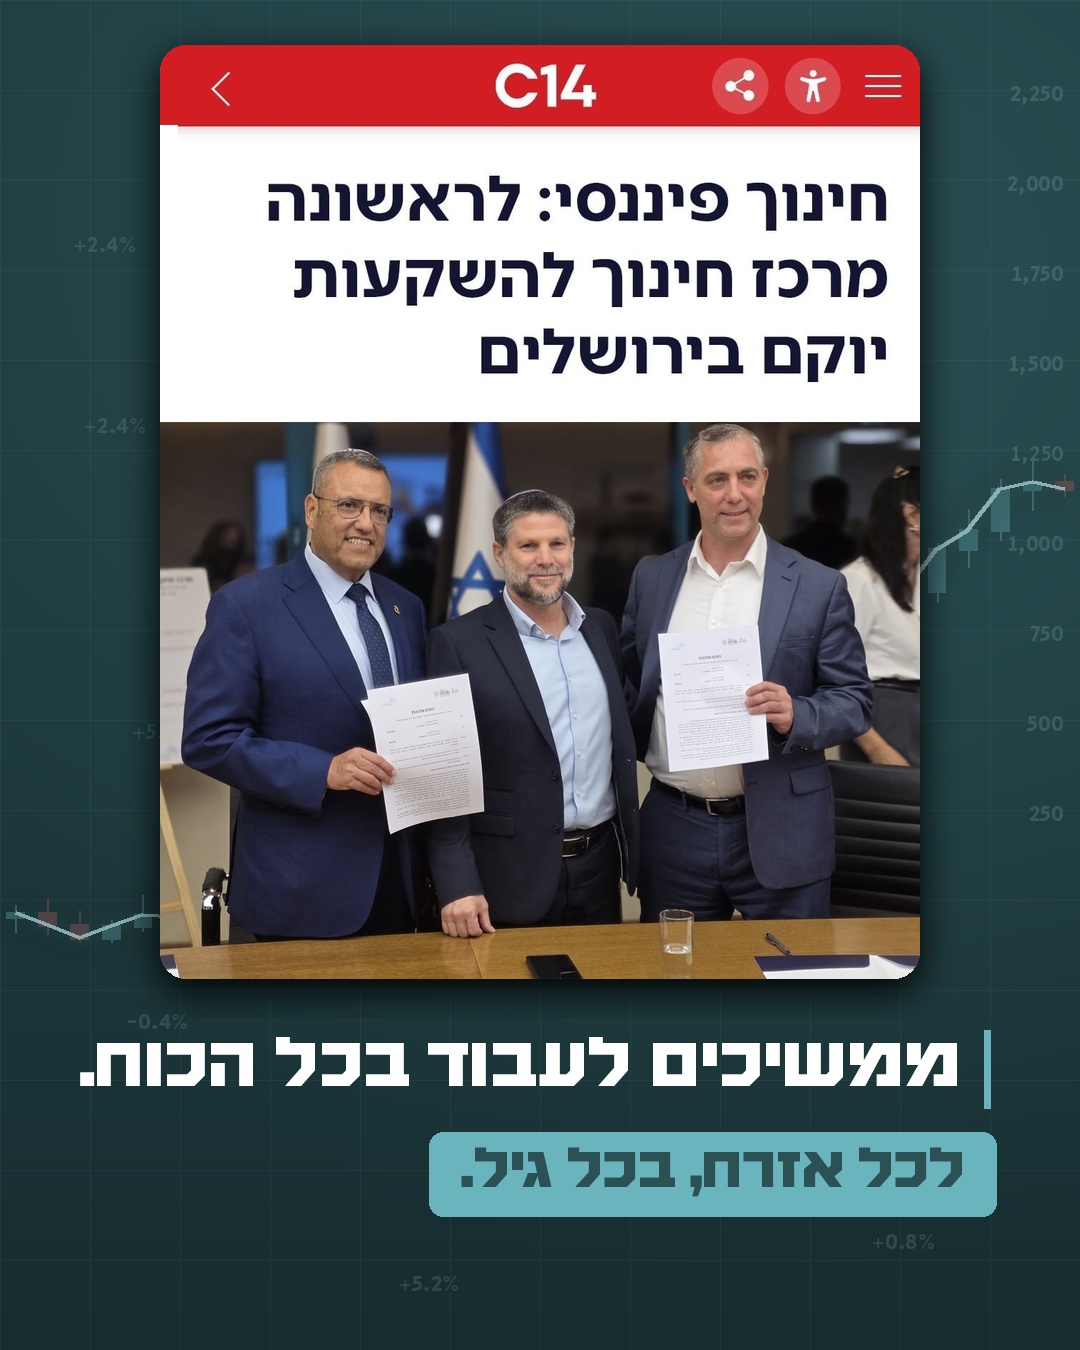 C14
חינוך פיננסי: לראשונה
מרכז חינוך להשקעות
יוקם בירושלים
2,250
2,000
1,750
1,500
1,250
1,000
750
500
250
+2.4%
+2.4%
-0.4%
ממשיכים לעבוד בכל הכוח.
לכל אזרח, בכל גיל.
+0.8%
+5.2%